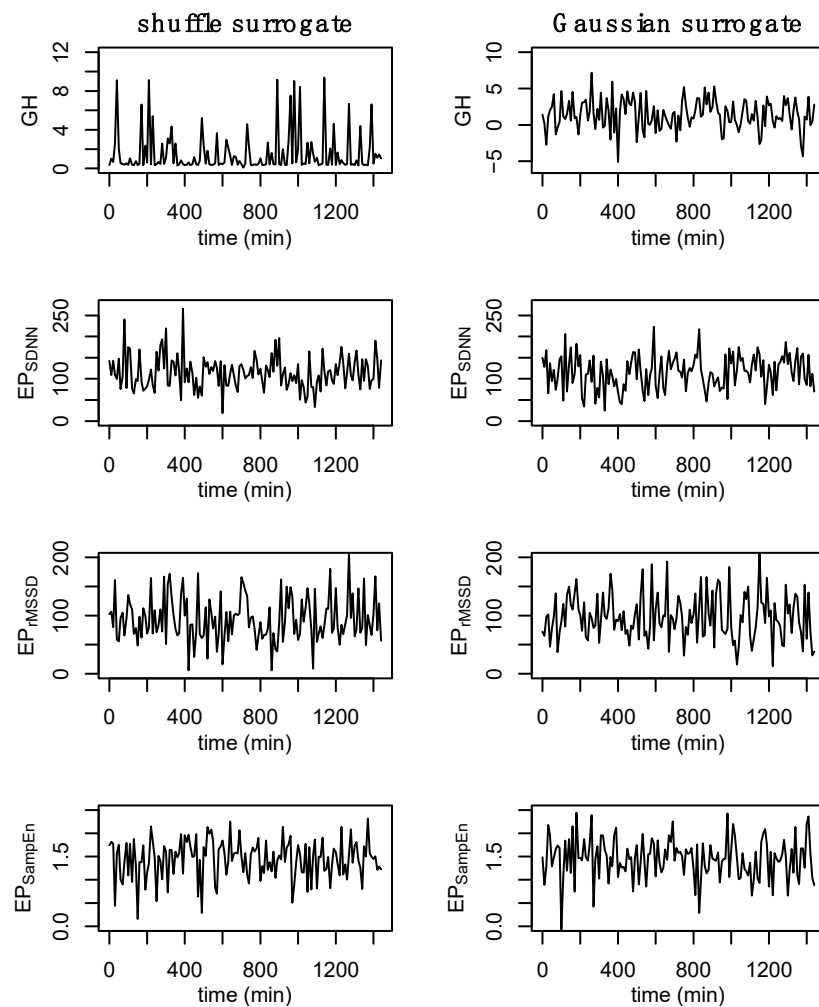 shuffle surrogate
Gaussian surrogate
GH
0 4 8 12
0 400 800 1200
time (min)
GH
−5 0 5 10
0 400 800 1200
time (min)
EPSDNN
0 100 250
0 400 800 1200
time (min)
EPSDNN
0 100 250
0 400 800 1200
time (min)
EPrMSSD
0 100 200
0 400 800 1200
time (min)
EPrMSSD
0 100 200
0 400 800 1200
time (min)
EPSampEn
0.0 1.5
0 400 800 1200
time (min)
EPSampEn
0.0 1.5
0 400 800 1200
time (min)